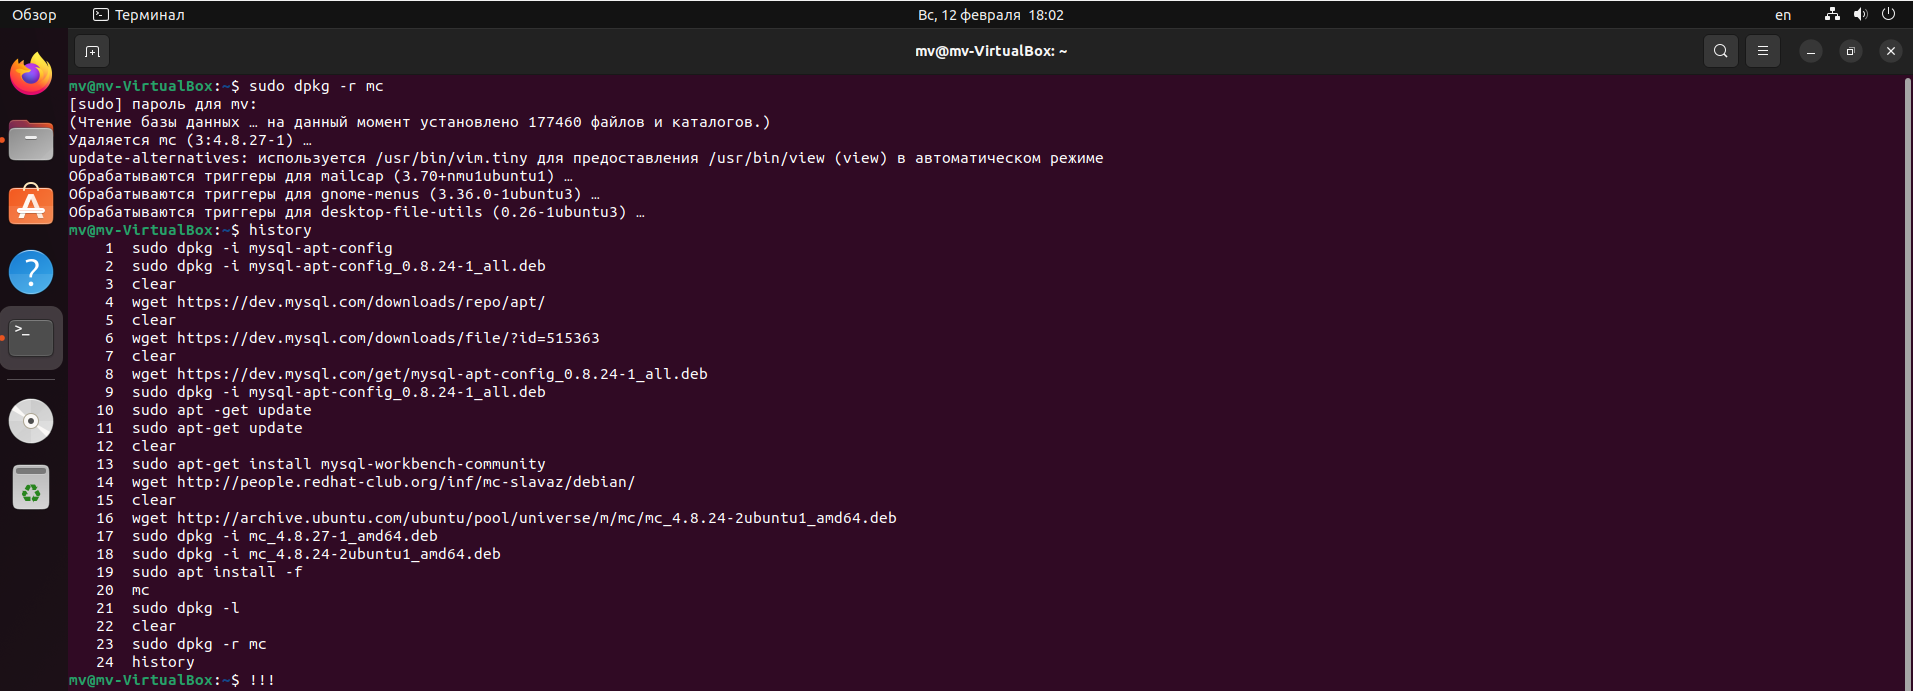 Обзор Терминал Вс, 12 февраля 18:02 en
mv@mv-VirtualBox: ~
mv@mv-VirtualBox:~$ sudo dpkg -r mc
[sudo] пароль для mv:
(Чтение базы данных … на данный момент установлено 177460 файлов и каталогов.)
Удаляется mc (3:4.8.27-1) …
update-alternatives: используется /usr/bin/vim.tiny для предоставления /usr/bin/view (view) в автоматическом режиме
Обрабатываются триггеры для mailcap (3.70+nmu1ubuntu1) …
Обрабатываются триггеры для gnome-menus (3.36.0-1ubuntu3) …
Обрабатываются триггеры для desktop-file-utils (0.26-1ubuntu3) …
mv@mv-VirtualBox:~$ history
1 sudo dpkg -i mysql-apt-config
2 sudo dpkg -i mysql-apt-config_0.8.24-1_all.deb
3 clear
4 wget https://dev.mysql.com/downloads/repo/apt/
5 clear
6 wget https://dev.mysql.com/downloads/file/?id=515363
7 clear
8 wget https://dev.mysql.com/get/mysql-apt-config_0.8.24-1_all.deb
9 sudo dpkg -i mysql-apt-config_0.8.24-1_all.deb
10 sudo apt -get update
11 sudo apt-get update
12 clear
13 sudo apt-get install mysql-workbench-community
14 wget http://people.redhat-club.org/inf/mc-slavaz/debian/
15 clear
16 wget http://archive.ubuntu.com/ubuntu/pool/universe/m/mc/mc_4.8.24-2ubuntu1_amd64.deb
17 sudo dpkg -i mc_4.8.27-1_amd64.deb
18 sudo dpkg -i mc_4.8.24-2ubuntu1_amd64.deb
19 sudo apt install -f
20 mc
21 sudo dpkg -l
22 clear
23 sudo dpkg -r mc
24 history
mv@mv-VirtualBox:~$ !!!